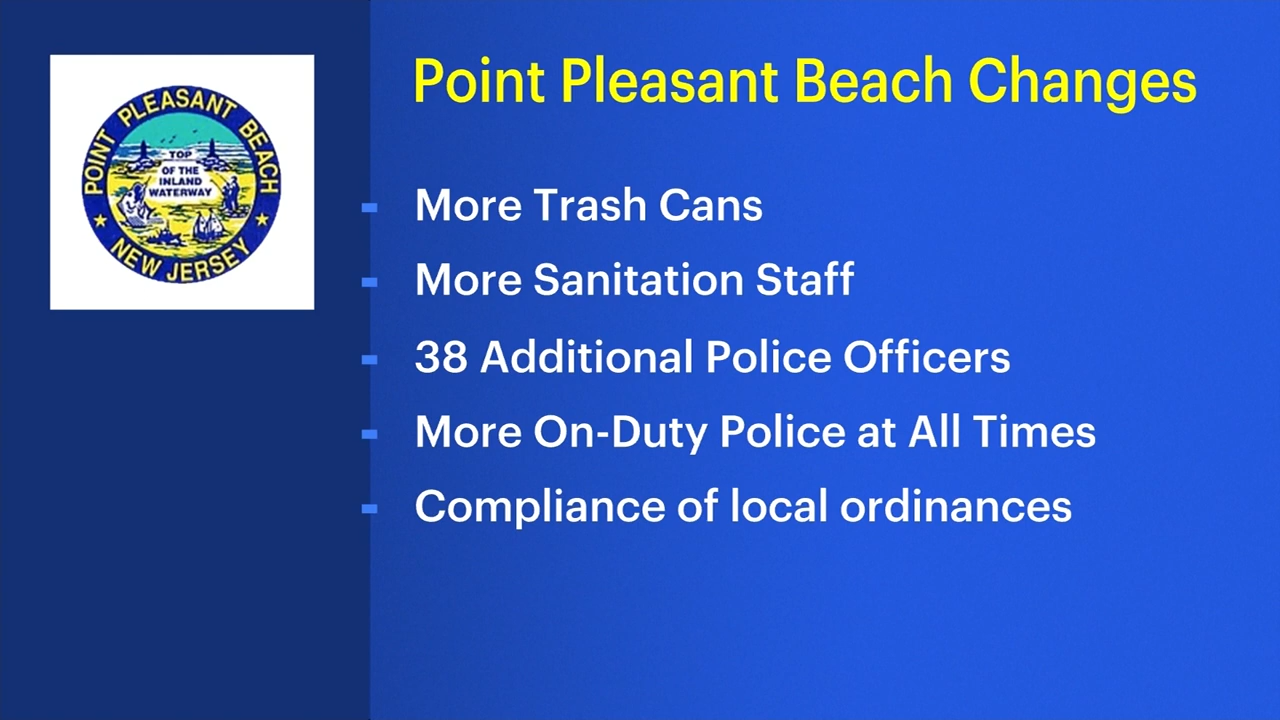 POINT PLEASANT BEACH
TOP
OF THE
INLAND
WATERWAY
NEW JERSEY
Point Pleasant Beach Changes
- More Trash Cans
- More Sanitation Staff
- 38 Additional Police Officers
- More On-Duty Police at All Times
- Compliance of local ordinances